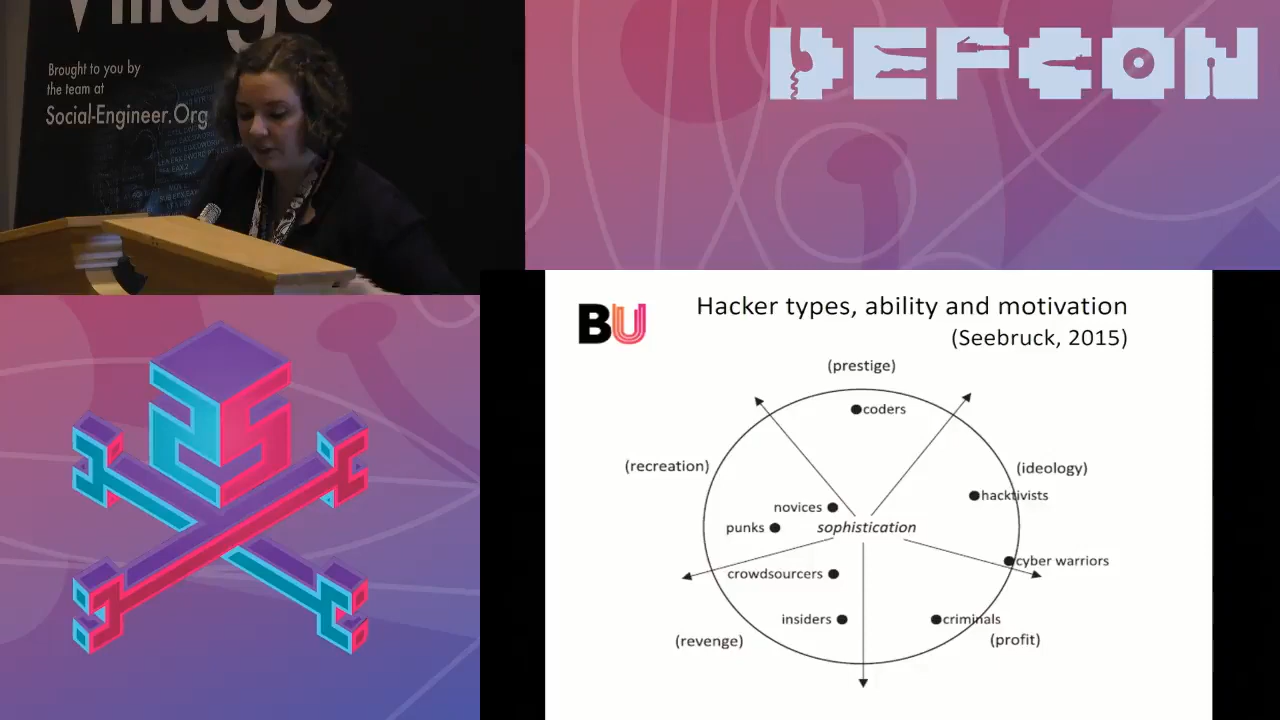 Village
Brought to you by
the team at
Social-Engineer.Org
DEFCON
BU
Hacker types, ability and motivation
(Seebruck, 2015)
(prestige)
coders
(recreation)
(ideology)
hacktivists
novices
punks
sophistication
cyber warriors
crowdsourcers
insiders
criminals
(revenge)
(profit)